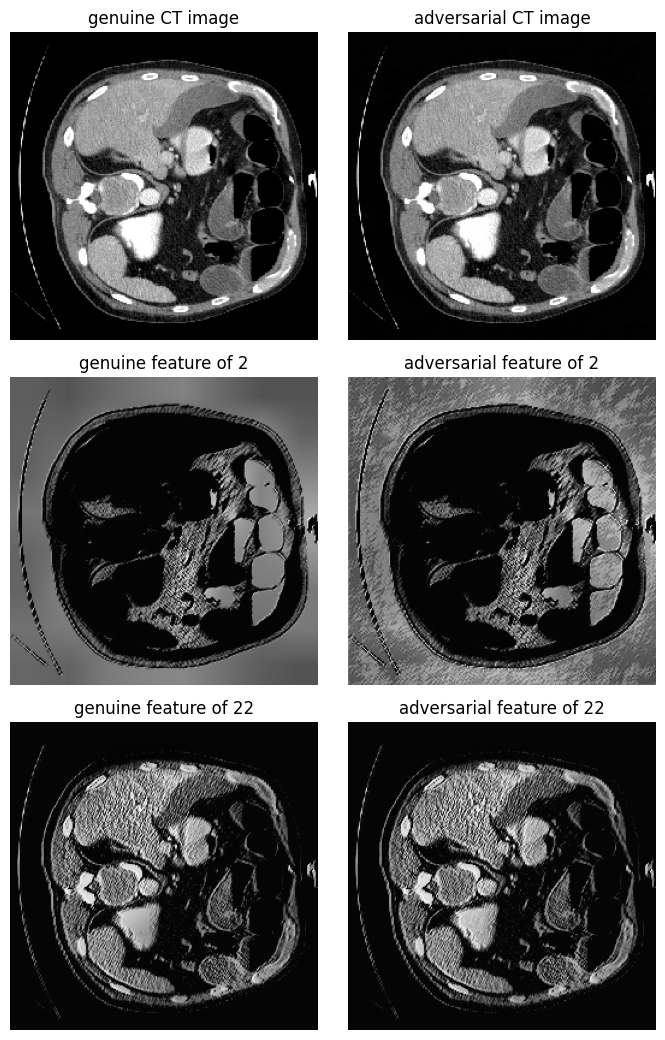 genuine CT image
adversarial CT image
genuine feature of 2
adversarial feature of 2
genuine feature of 22
adversarial feature of 22